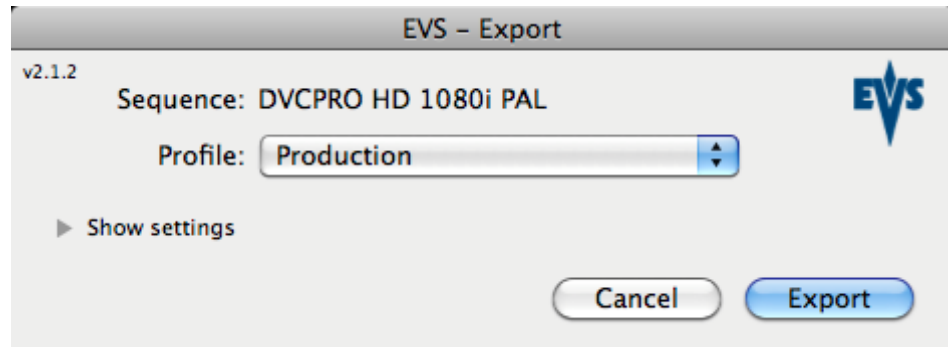 EVS – Export
v2.1.2
Sequence: DVCPRO HD 1080i PAL
EVS
Profile: Production
Show settings
Cancel Export